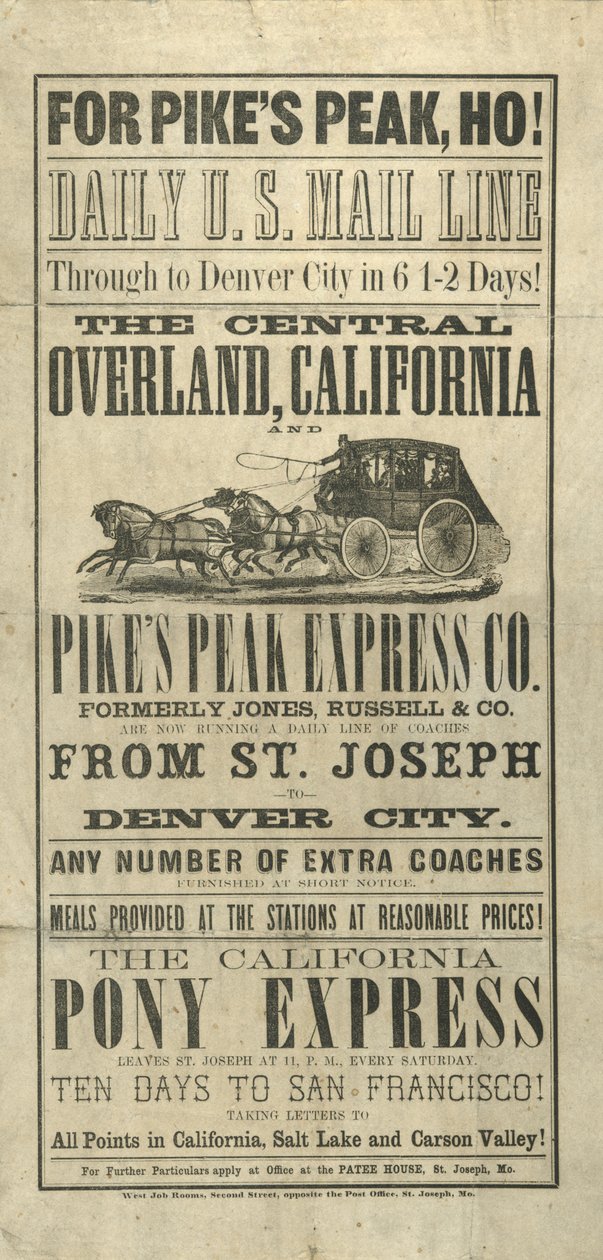 FOR PIKE'S PEAK, HO!
DAILY U. S. MAIL LINE
Through to Denver City in 6 1-2 Days!
THE CENTRAL
OVERLAND, CALIFORNIA
AND
PIKE'S PEAK EXPRESS CO.
FORMERLY JONES, RUSSELL & CO.
ARE NOW RUNNING A DAILY LINE OF COACHES
FROM ST. JOSEPH
—TO—
DENVER CITY.
ANY NUMBER OF EXTRA COACHES
FURNISHED AT SHORT NOTICE.
MEALS PROVIDED AT THE STATIONS AT REASONABLE PRICES!
THE CALIFORNIA
PONY EXPRESS
LEAVES ST. JOSEPH AT 11, P. M., EVERY SATURDAY.
TEN DAYS TO SAN FRANCISCO!
TAKING LETTERS TO
All Points in California, Salt Lake and Carson Valley!
For Further Particulars apply at Office at the PATEE HOUSE, St. Joseph, Mo.
West Job Rooms, Second Street, opposite the Post Office, St. Joseph, Mo.